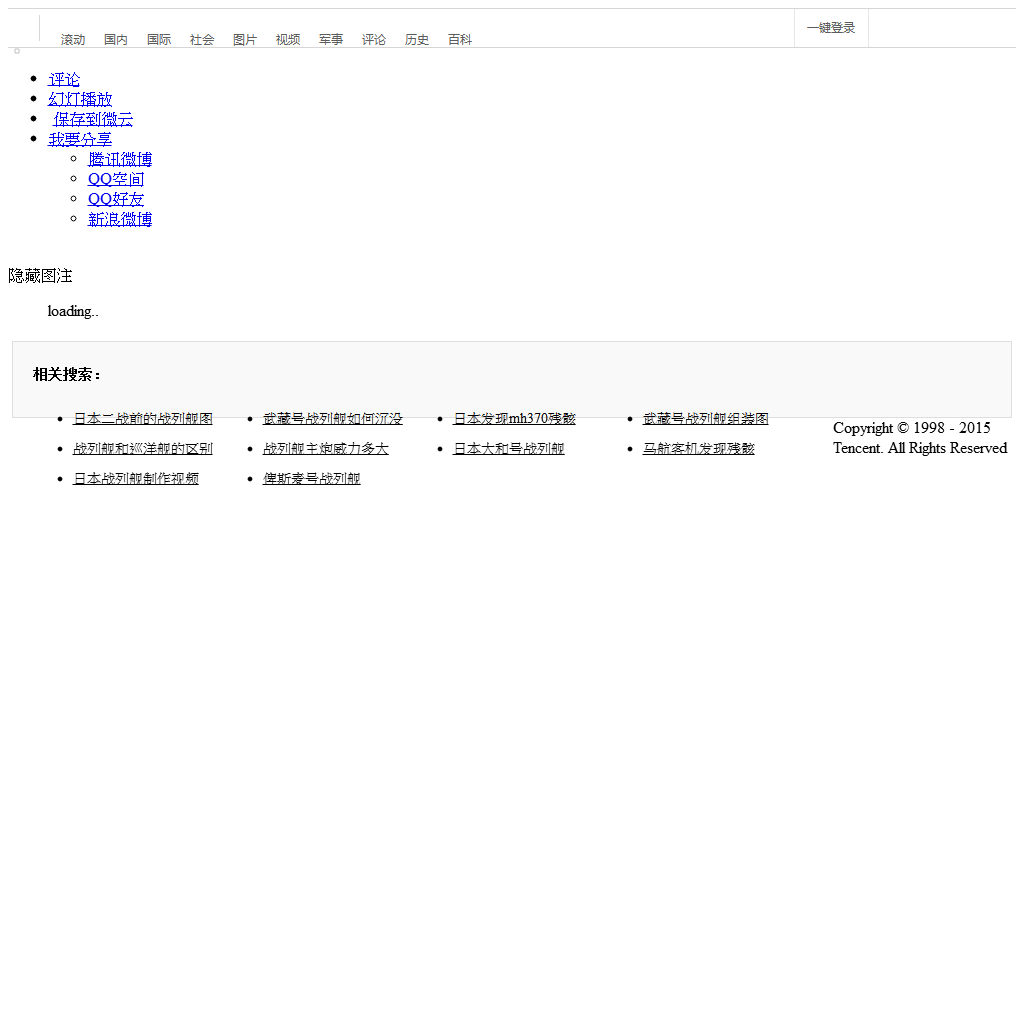 滚动 国内 国际 社会 图片 视频 军事 评论 历史 百科 一键登录
评论
幻灯播放
保存到微云
我要分享
腾讯微博
QQ空间
QQ好友
新浪微博
隐藏图注
loading..
相关搜索：
日本二战前的战列舰图 武藏号战列舰如何沉没 日本发现mh370残骸 武藏号战列舰组装图
战列舰和巡洋舰的区别 战列舰主炮威力多大 日本大和号战列舰 马航客机发现残骸
日本战列舰制作视频 俾斯麦号战列舰
Copyright © 1998 - 2015
Tencent. All Rights Reserved